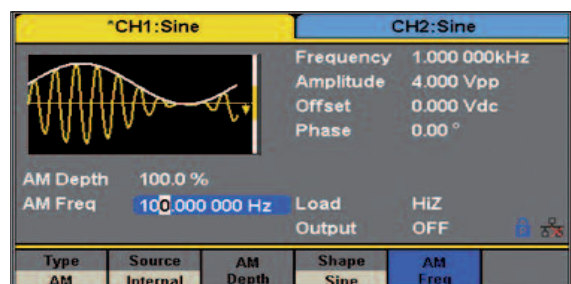 *CH1:Sine CH2:Sine
Frequency 1.000 000kHz
Amplitude 4.000 Vpp
Offset 0.000 Vdc
Phase 0.00 °
AM Depth 100.0 %
AM Freq 100.000 000 Hz Load HiZ
Output OFF
Type Source AM Shape AM
AM Internal Depth Sine Freq